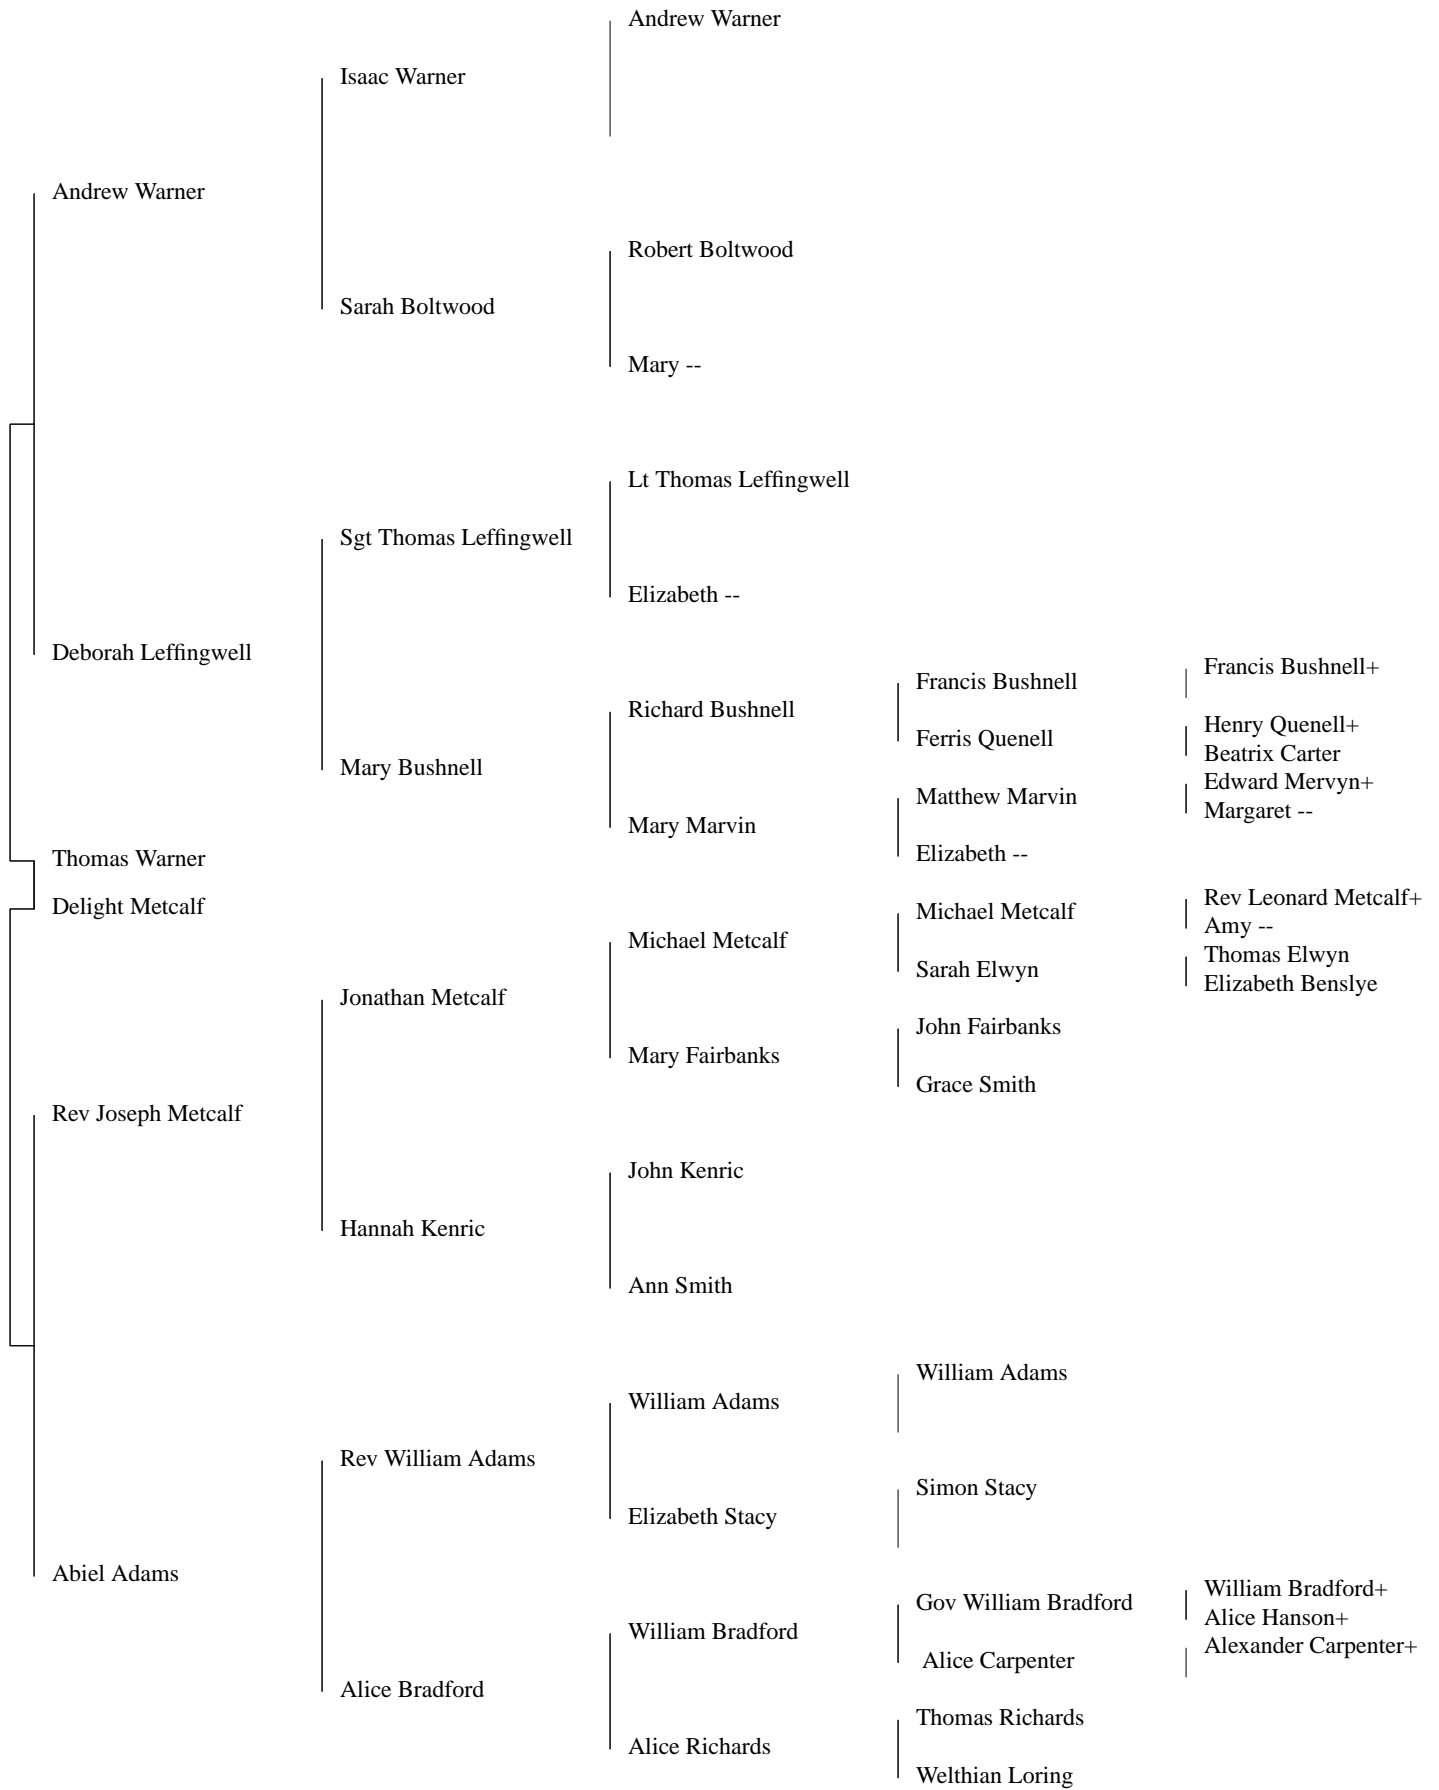 Andrew Warner
Isaac Warner
Andrew Warner
Robert Boltwood
Sarah Boltwood
Mary --
Lt Thomas Leffingwell
Sgt Thomas Leffingwell
Elizabeth --
Deborah Leffingwell
Francis Bushnell+
Francis Bushnell
Richard Bushnell
Henry Quenell+
Ferris Quenell
Beatrix Carter
Mary Bushnell
Edward Mervyn+
Matthew Marvin
Margaret --
Mary Marvin
Elizabeth --
Thomas Warner
Rev Leonard Metcalf+
Delight Metcalf
Michael Metcalf
Amy --
Michael Metcalf
Thomas Elwyn
Sarah Elwyn
Elizabeth Benslye
Jonathan Metcalf
John Fairbanks
Mary Fairbanks
Grace Smith
Rev Joseph Metcalf
John Kenric
Hannah Kenric
Ann Smith
William Adams
William Adams
Rev William Adams
Simon Stacy
Elizabeth Stacy
Abiel Adams
William Bradford+
Gov William Bradford
Alice Hanson+
William Bradford
Alexander Carpenter+
Alice Carpenter
Alice Bradford
Thomas Richards
Alice Richards
Welthian Loring